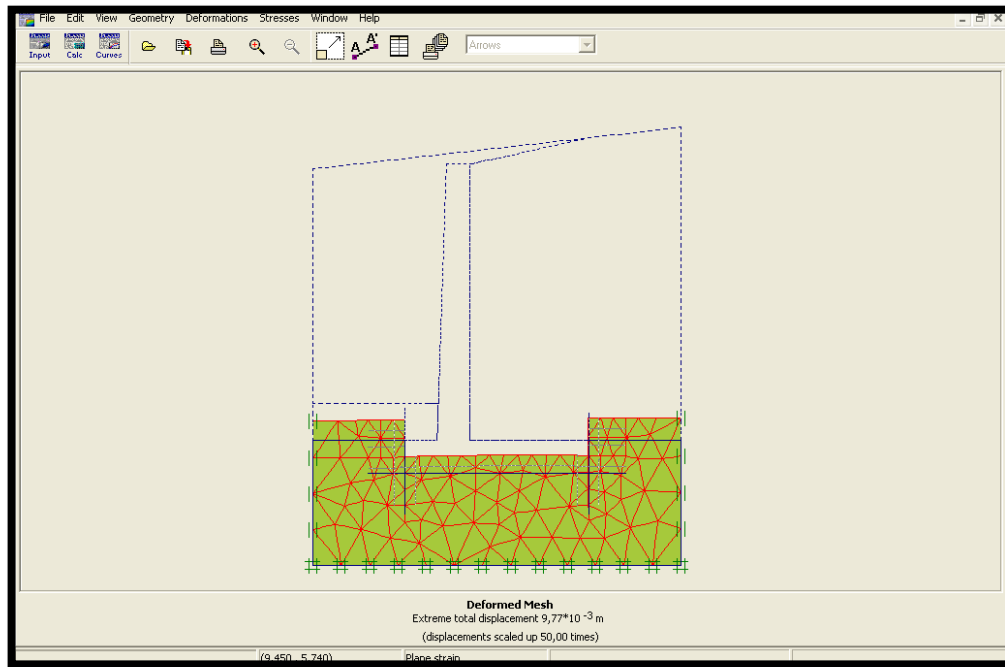 File Edit View Geometry Deformations Stresses Window Help
Input Calc Curves A A' Arrows
Deformed Mesh
Extreme total displacement 9,77*10 -3 m
(displacements scaled up 50,00 times)
(9.450 , 5.740) Plane strain